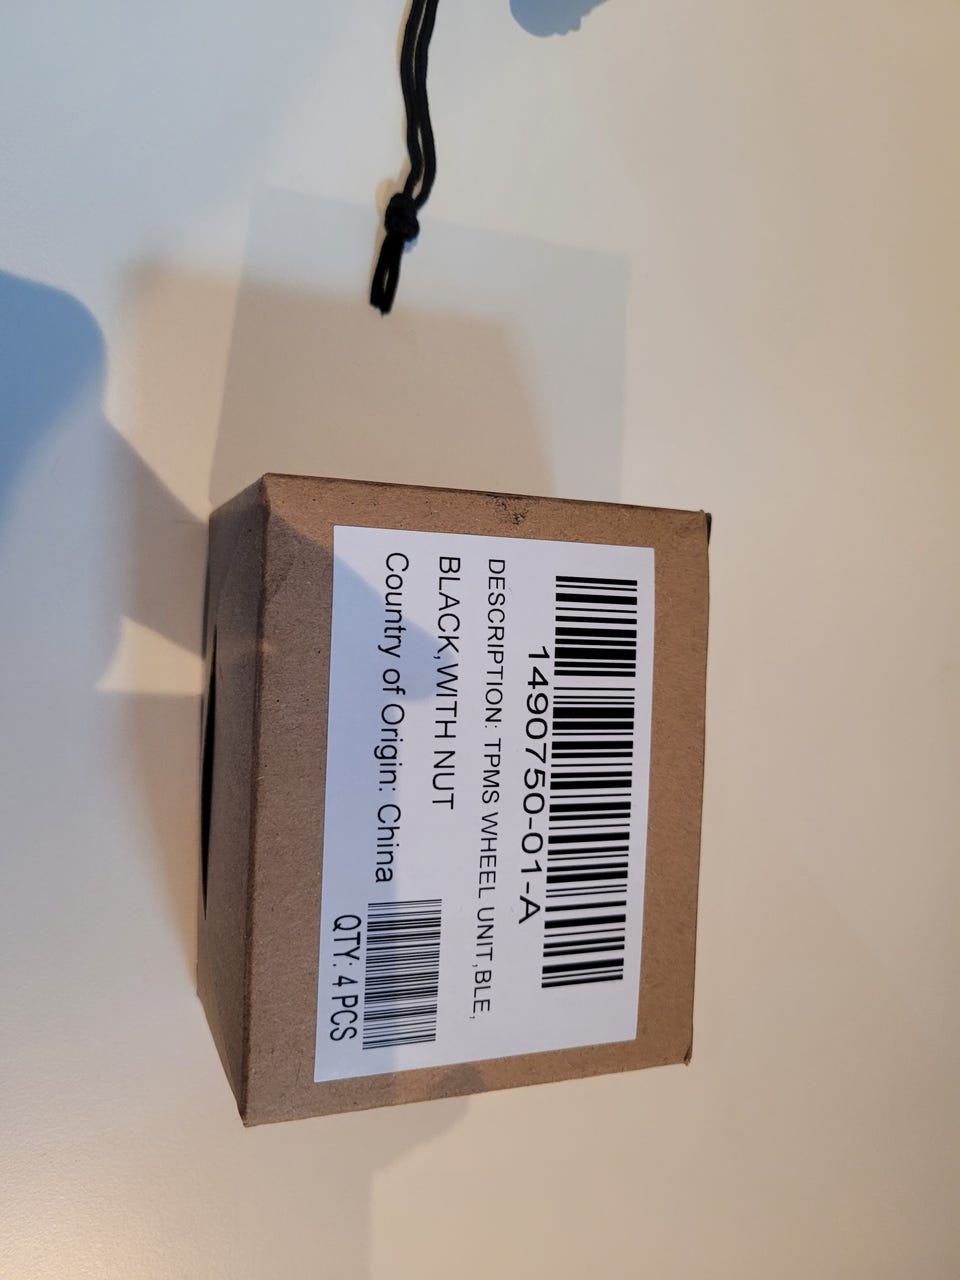 1490750-01-A
DESCRIPTION: TPMS WHEEL UNIT,BLE,
BLACK,WITH NUT
Country of Origin: China
QTY: 4 PCS